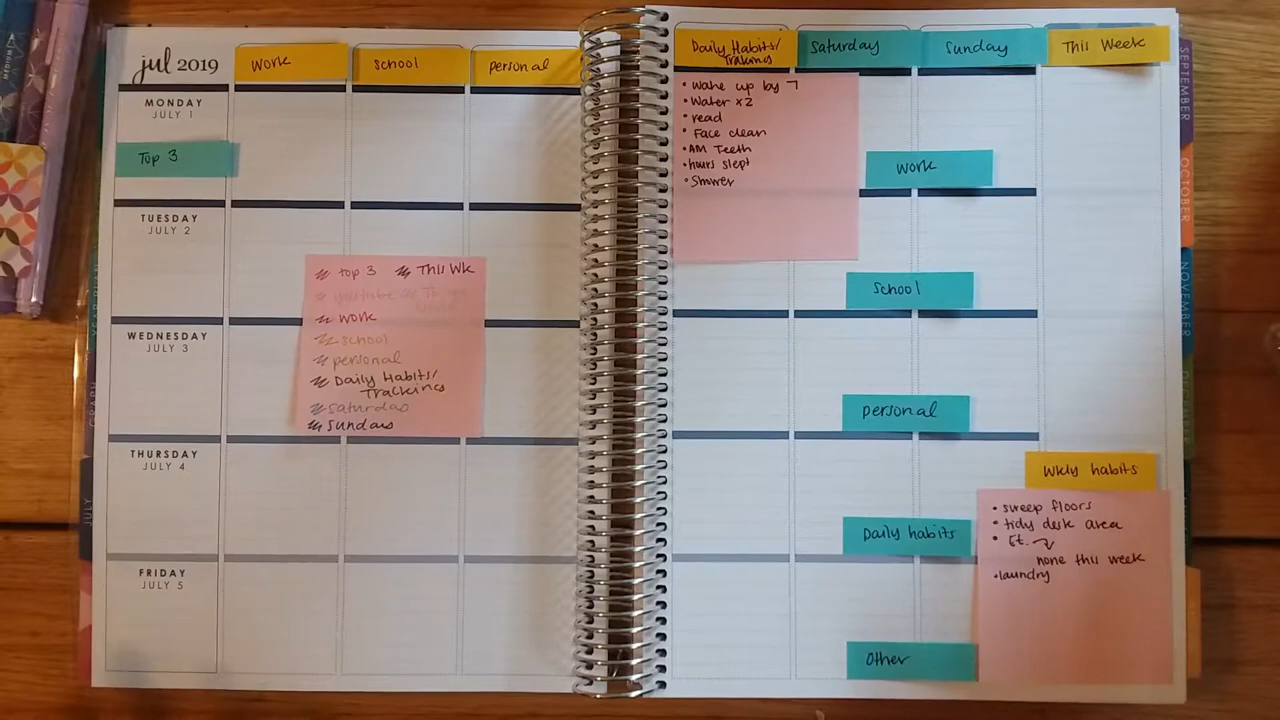 jul 2019
work
school
personal
MONDAY
JULY 1
Top 3
TUESDAY
JULY 2
WEDNESDAY
JULY 3
THURSDAY
JULY 4
FRIDAY
JULY 5
top 3
This Wk
work
school
personal
Daily Habits/
Trackings
saturday
sunday
Daily Habits/
Trackings
Saturday
Sunday
This Week
• wake up by 7
• Water x2
• read
• Face clean
• AM Teeth
• hours slept
• Shower
work
school
personal
Daily habits
Other
Wkly habits
• sweep floors
• tidy desk area
• Et.
none this week
• laundry
SEPTEMBER
OCTOBER
NOVEMBER
GRAPH
JULY
MEDIUM